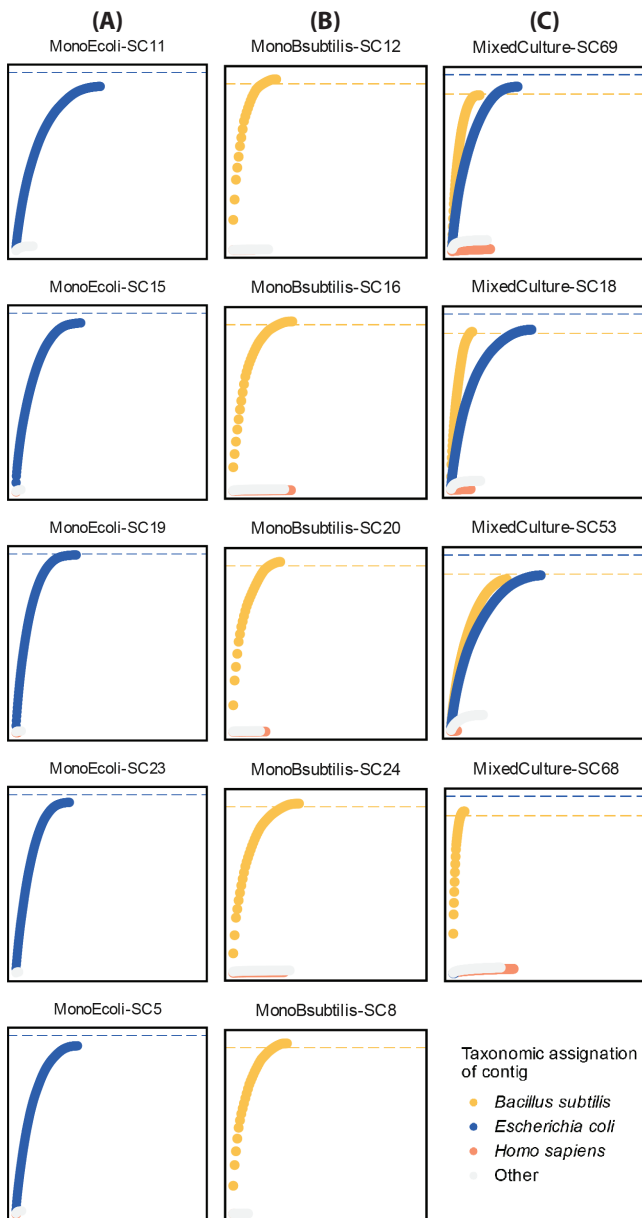 (A) (B) (C)
MonoEcoli-SC11 MonoBsubtilis-SC12 MixedCulture-SC69
MonoEcoli-SC15 MonoBsubtilis-SC16 MixedCulture-SC18
MonoEcoli-SC19 MonoBsubtilis-SC20 MixedCulture-SC53
MonoEcoli-SC23 MonoBsubtilis-SC24 MixedCulture-SC68
MonoEcoli-SC5 MonoBsubtilis-SC8
Taxonomic assignation
of contig
Bacillus subtilis
Escherichia coli
Homo sapiens
Other